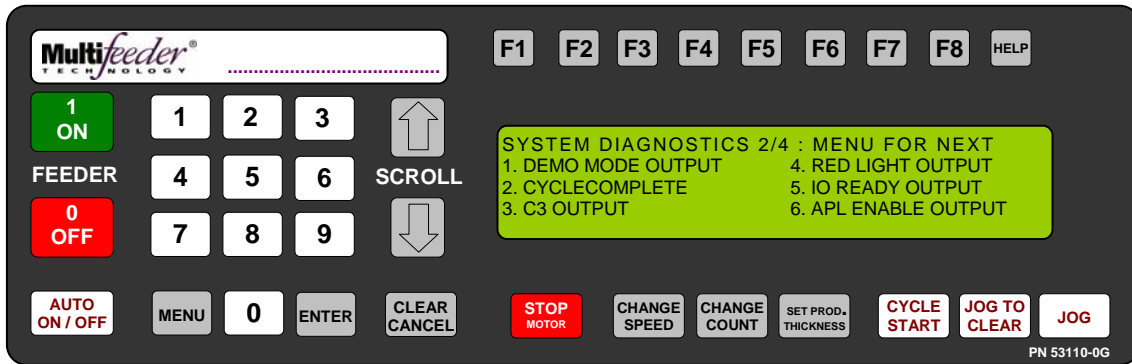 Multifeeder®
TECHNOLOGY
F1 F2 F3 F4 F5 F6 F7 F8 HELP
1
ON
FEEDER
0
OFF
1 2 3
4 5 6
7 8 9
SCROLL
SYSTEM DIAGNOSTICS 2/4 : MENU FOR NEXT
1. DEMO MODE OUTPUT 4. RED LIGHT OUTPUT
2. CYCLECOMPLETE 5. IO READY OUTPUT
3. C3 OUTPUT 6. APL ENABLE OUTPUT
AUTO
ON / OFF
MENU
0
ENTER
CLEAR
CANCEL
STOP
MOTOR
CHANGE
SPEED
CHANGE
COUNT
SET PROD.
THICKNESS
CYCLE
START
JOG TO
CLEAR
JOG
PN 53110-0G